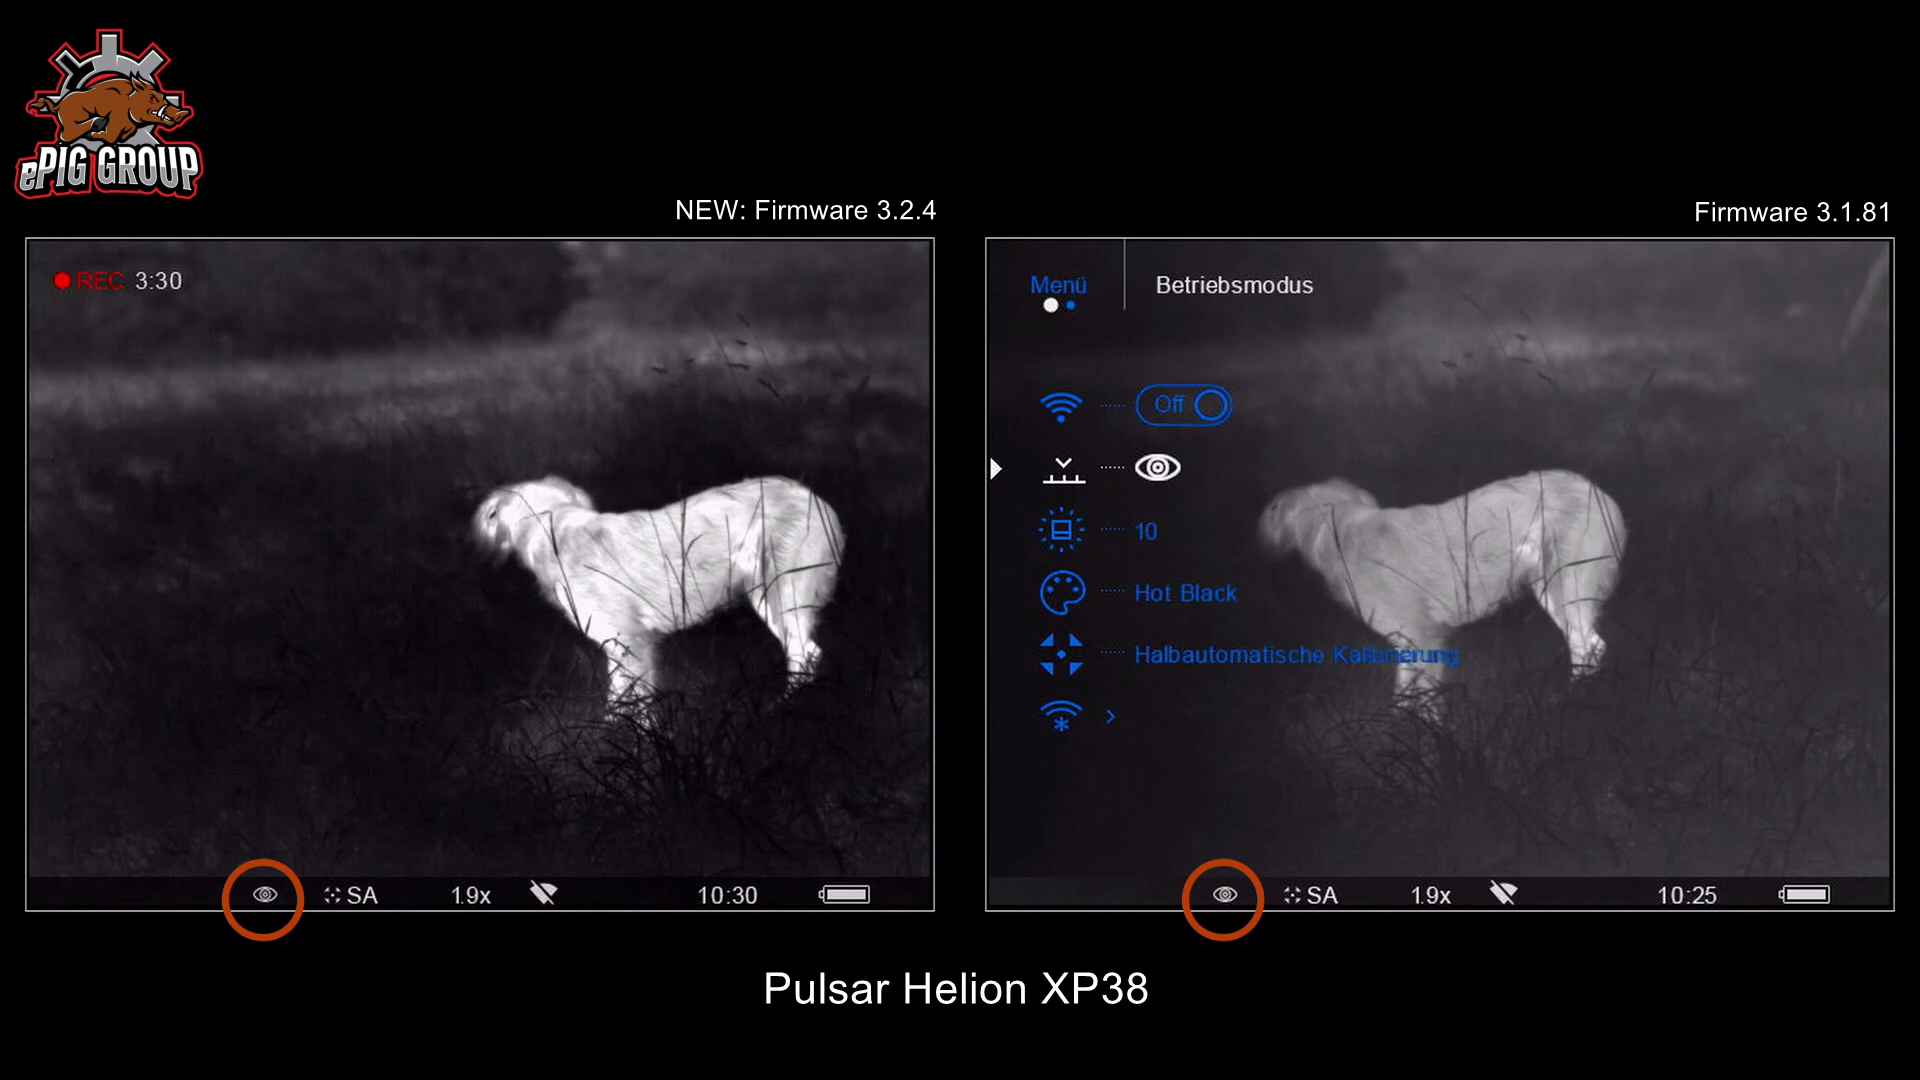 ePIG GROUP
NEW: Firmware 3.2.4
Firmware 3.1.81
REC 3:30
SA 1.9x 10:30
Menü
Betriebsmodus
Off
10
Hot Black
Halbautomatische Kalibrierung
SA 1.9x 10:25
Pulsar Helion XP38